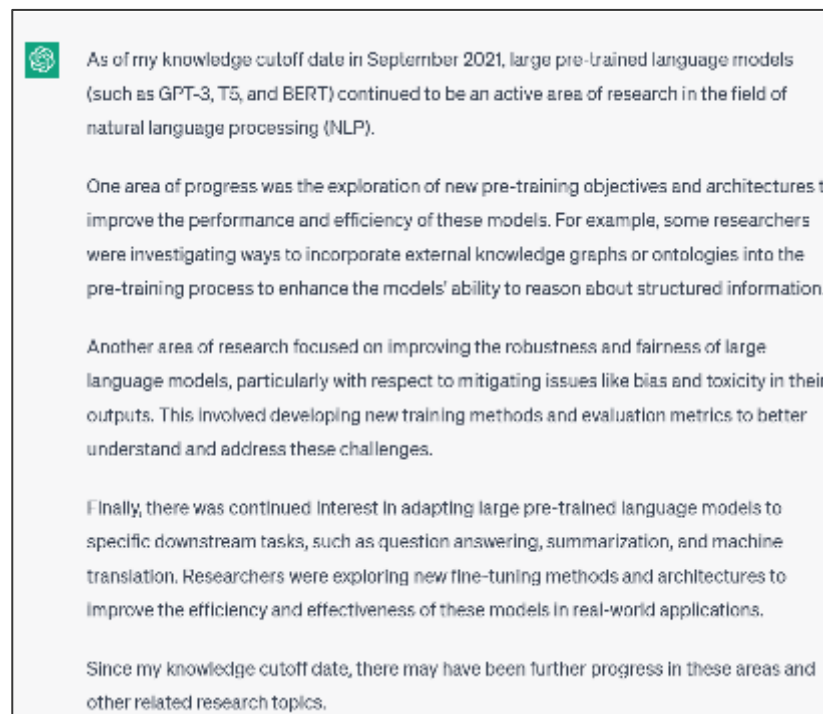 As of my knowledge cutoff date in September 2021, large pre-trained language models
(such as GPT-3, T5, and BERT) continued to be an active area of research in the field of
natural language processing (NLP).
One area of progress was the exploration of new pre-training objectives and architectures t
improve the performance and efficiency of these models. For example, some researchers
were investigating ways to incorporate external knowledge graphs or ontologies into the
pre-training process to enhance the models' ability to reason about structured information.
Another area of research focused on improving the robustness and fairness of large
language models, particularly with respect to mitigating issues like bias and toxicity in their
outputs. This involved developing new training methods and evaluation metrics to better
understand and address these challenges.
Finally, there was continued interest in adapting large pre-trained language models to
specific downstream tasks, such as question answering, summarization, and machine
translation. Researchers were exploring new fine-tuning methods and architectures to
improve the efficiency and effectiveness of these models in real-world applications.
Since my knowledge cutoff date, there may have been further progress in these areas and
other related research topics.